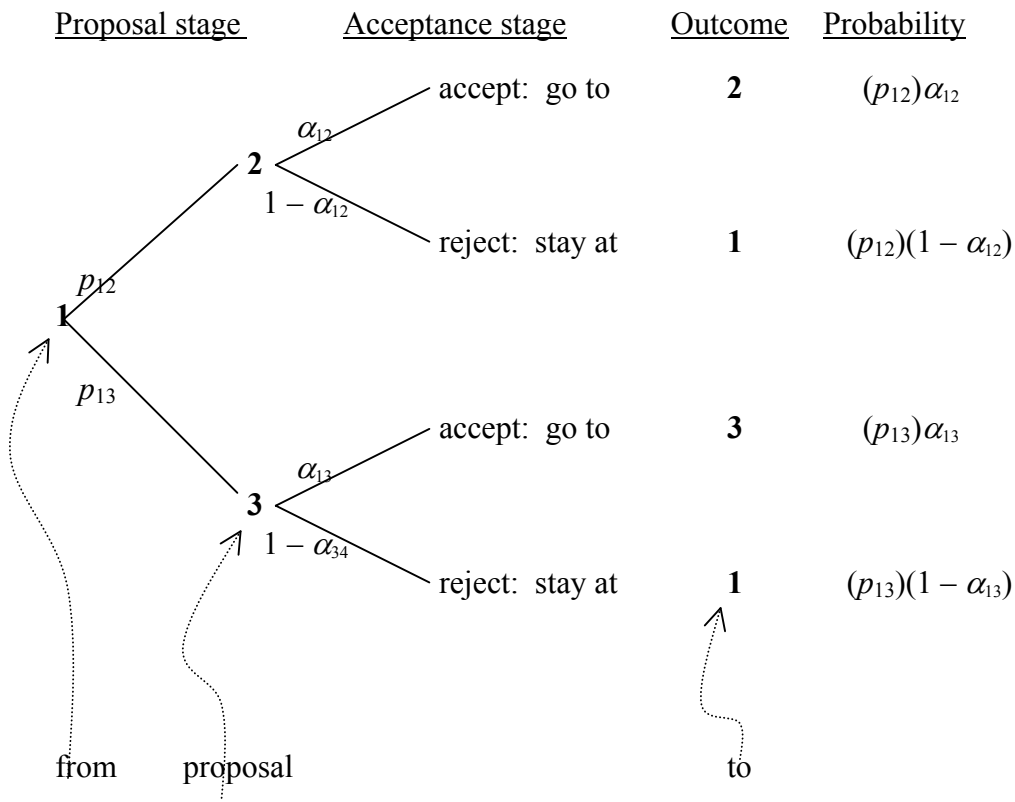 Proposal stage Acceptance stage Outcome Probability
accept: go to 2 (p₁₂)α₁₂
α₁₂
2
1 – α₁₂
reject: stay at 1 (p₁₂)(1 – α₁₂)
p₁₂
1
p₁₃
accept: go to 3 (p₁₃)α₁₃
α₁₃
3
1 – α₃₄
reject: stay at 1 (p₁₃)(1 – α₁₃)
from proposal to